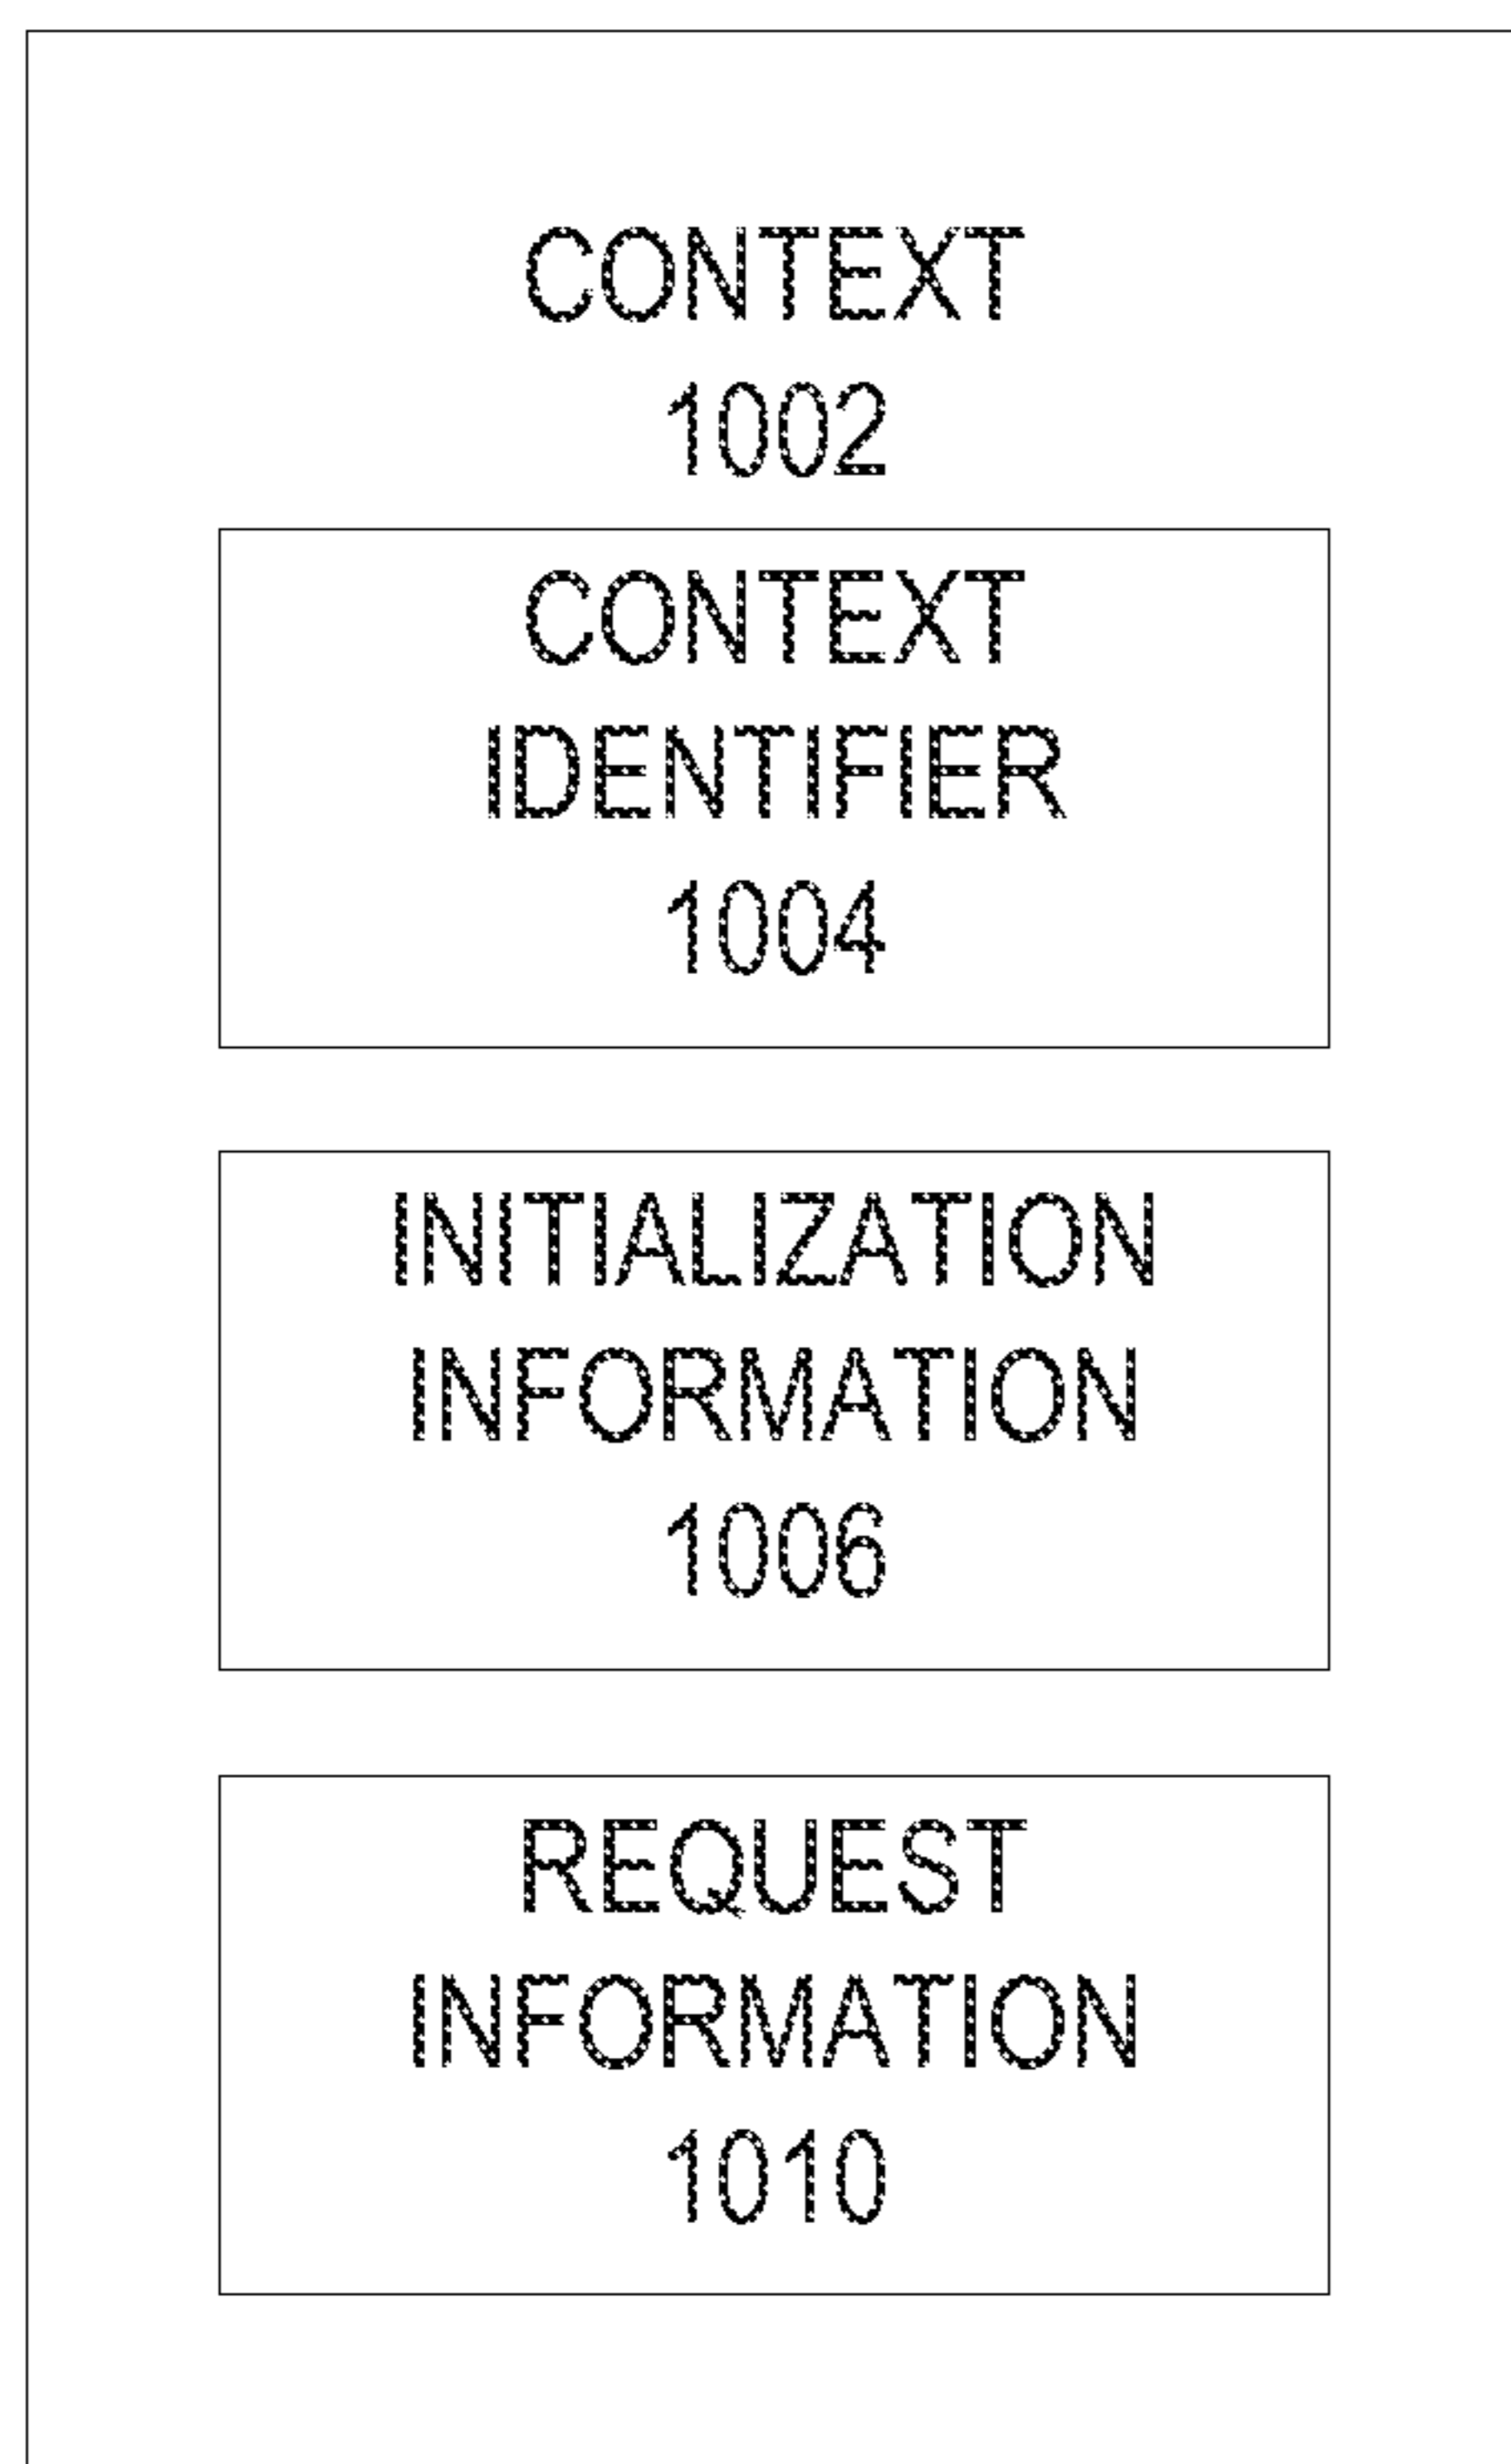 CONTEXT
1002
CONTEXT
IDENTIFIER
1004
INITIALIZATION
INFORMATION
1006
REQUEST
INFORMATION
1010